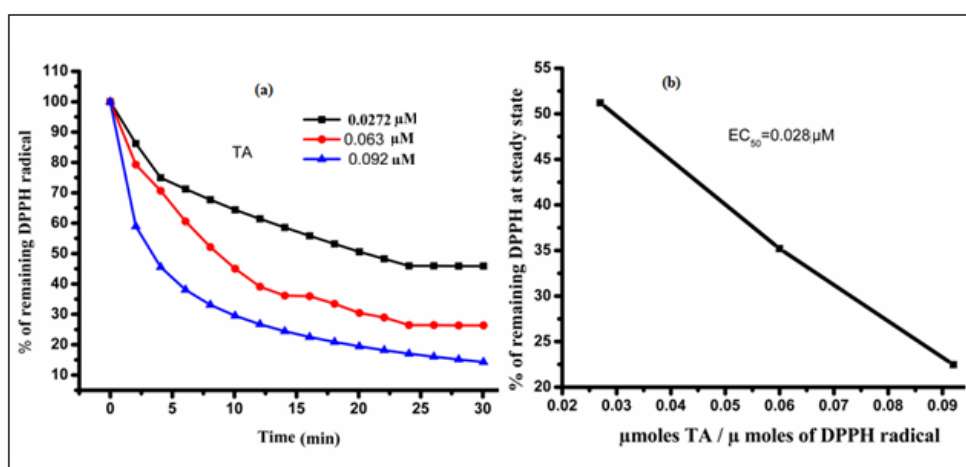 (a)
0.0272 µM
0.063 µM
0.092 uM
TA
% of remaining DPPH radical
110
100
90
80
70
60
50
40
30
20
10
0 5 10 15 20 25 30
Time (min)
(b)
EC50=0.028µM
% of remaining DPPH at steady state
55
50
45
40
35
30
25
20
0.02 0.03 0.04 0.05 0.06 0.07 0.08 0.09
µmoles TA / µ moles of DPPH radical